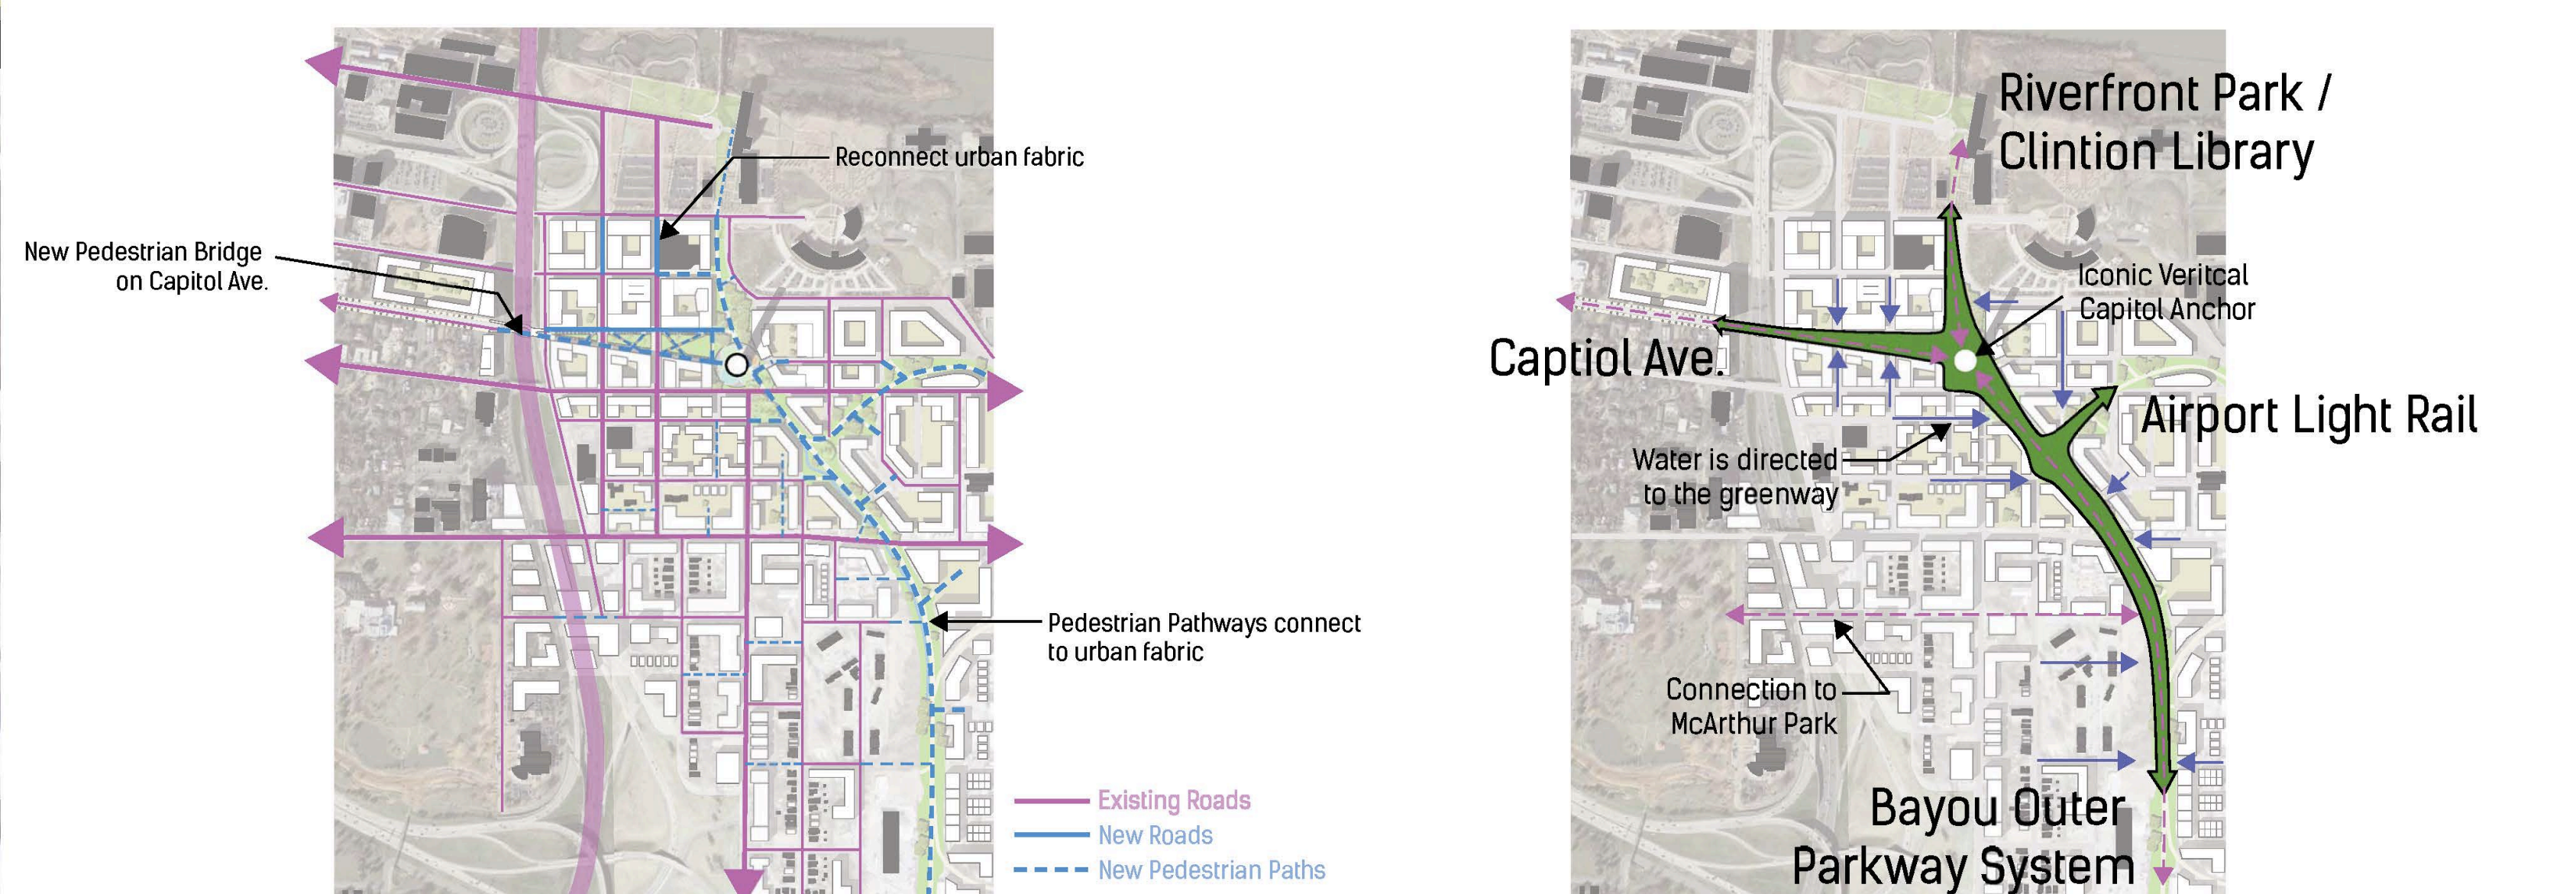 Reconnect urban fabric
New Pedestrian Bridge
on Capitol Ave.
Pedestrian Pathways connect
to urban fabric
Existing Roads
New Roads
New Pedestrian Paths
Riverfront Park /
Clintion Library
Iconic Veritcal
Capitol Anchor
Captiol Ave.
Airport Light Rail
Water is directed
to the greenway
Connection to
McArthur Park
Bayou Outer
Parkway System